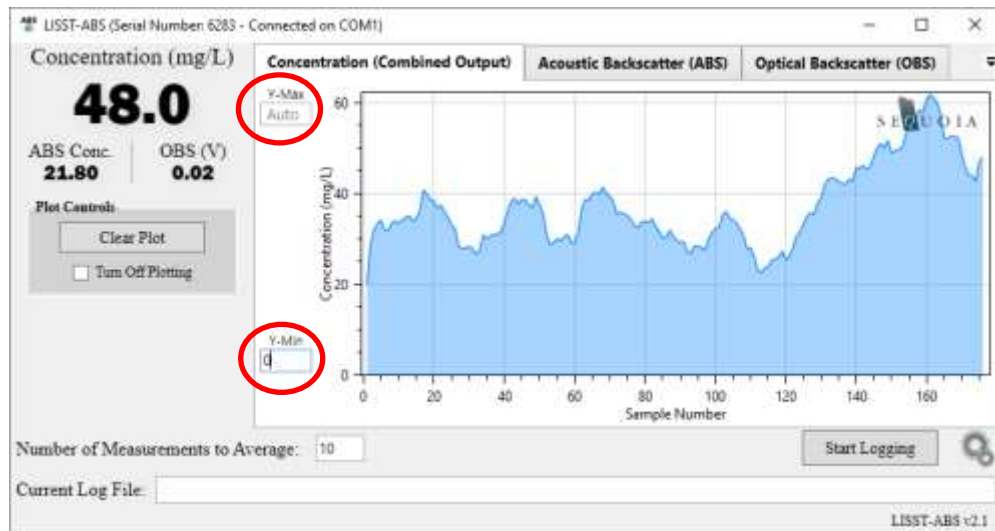 LISST-ABS (Serial Number: 6283 - Connected on COM1)
Concentration (mg/L)
48.0
ABS Conc.
21.80
OBS (V)
0.02
Plot Controls
Clear Plot
Turn Off Plotting
Concentration (Combined Output)
Acoustic Backscatter (ABS)
Optical Backscatter (OBS)
Y-Max
Auto
Y-Min
0
SEQUOIA
Concentration (mg/L)
60
40
20
0
0 20 40 60 80 100 120 140 160
Sample Number
Number of Measurements to Average: 10
Start Logging
Current Log File:
LISST-ABS v2.1